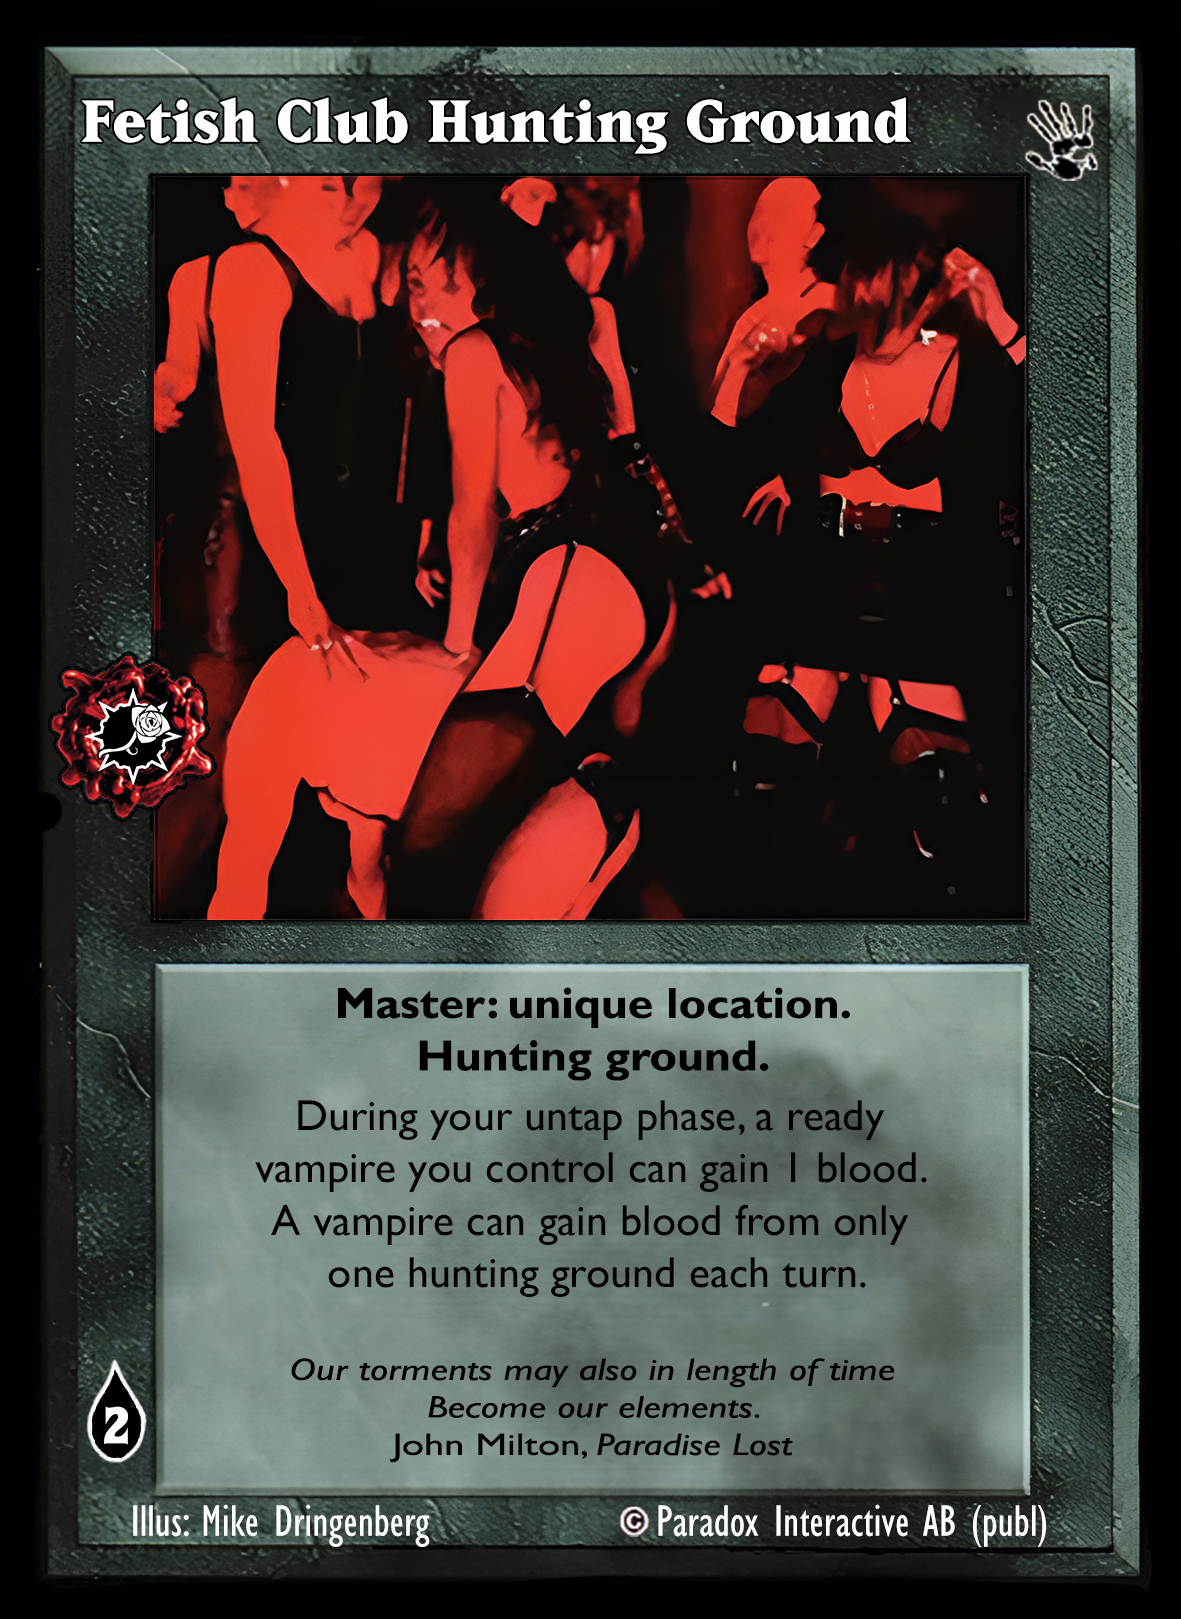 Fetish Club Hunting Ground
Master: unique location.
Hunting ground.
During your untap phase, a ready
vampire you control can gain 1 blood.
A vampire can gain blood from only
one hunting ground each turn.
Our torments may also in length of time
Become our elements.
John Milton, Paradise Lost
2
Illus: Mike Dringenberg
© Paradox Interactive AB (publ)